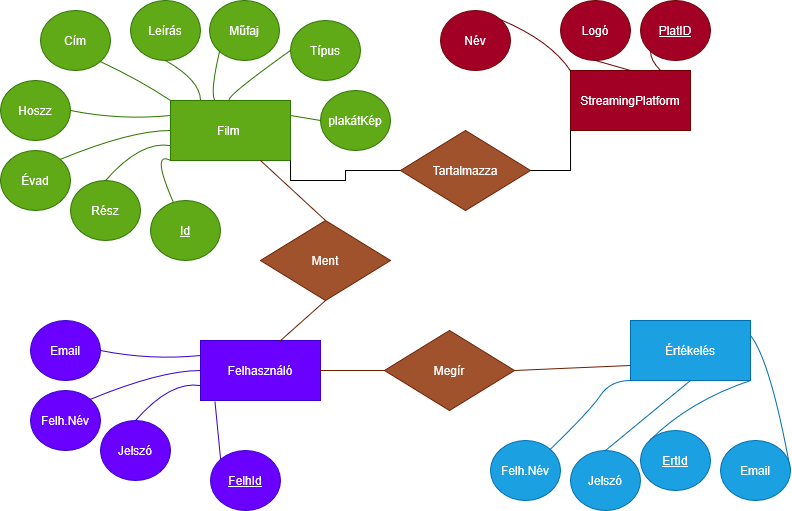 Cím
Leírás
Műfaj
Típus
Név
Logó
PlatID
Hoszz
Film
plakátKép
StreamingPlatform
Évad
Rész
Id
Tartalmazza
Ment
Email
Felhasználó
Megír
Értékelés
Felh.Név
Jelszó
FelhId
Felh.Név
Jelszó
ErtId
Email